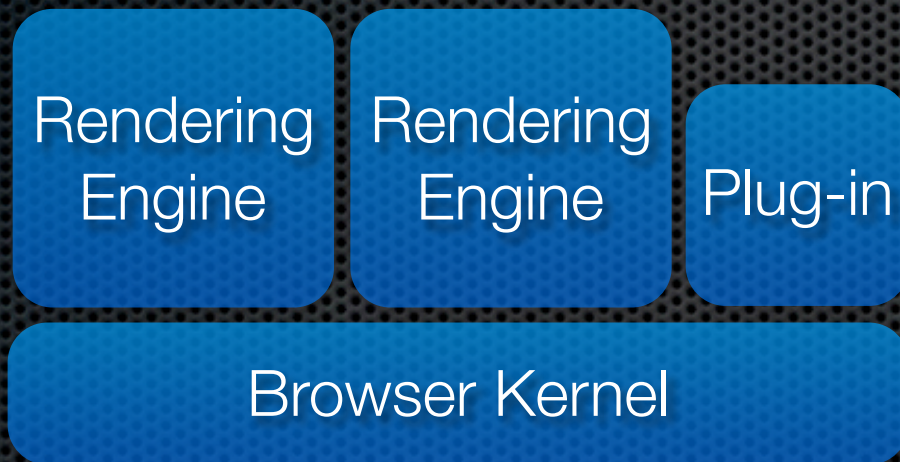 Rendering
Engine
Rendering
Engine
Plug-in
Browser Kernel